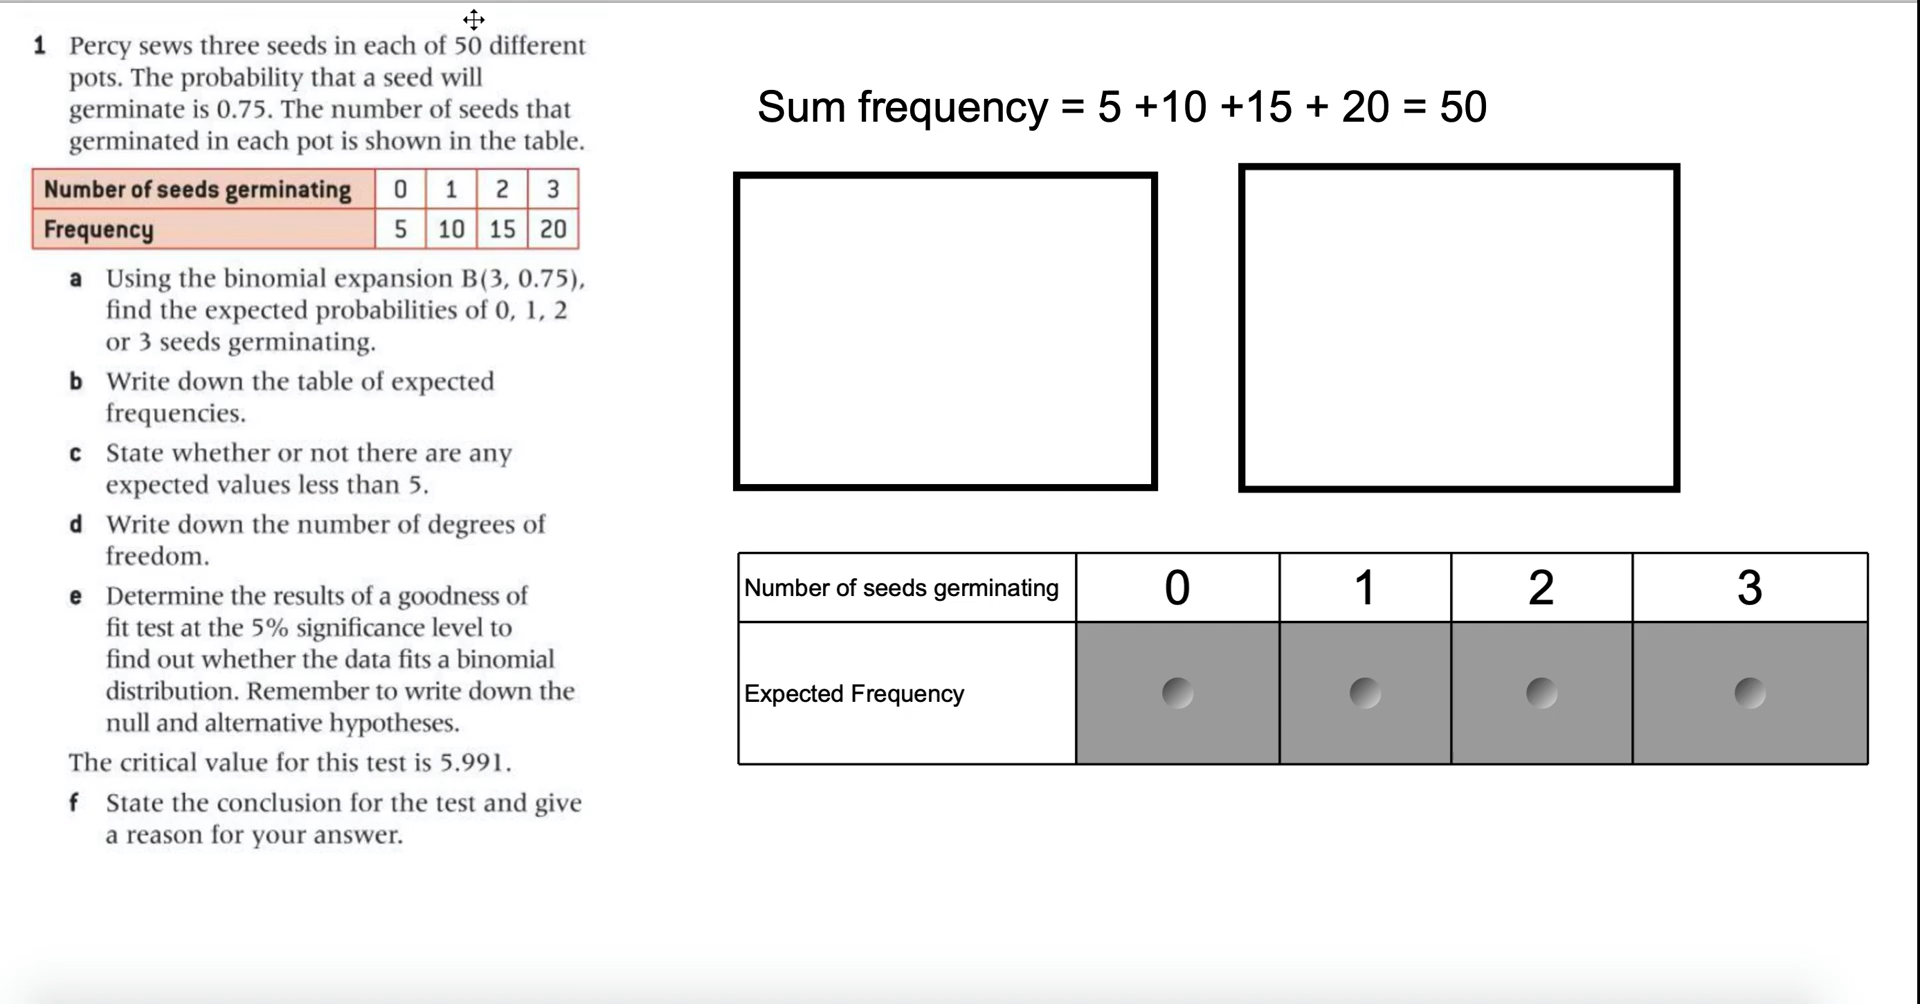 1 Percy sews three seeds in each of 50 different
pots. The probability that a seed will
germinate is 0.75. The number of seeds that
germinated in each pot is shown in the table.
Number of seeds germinating 0 1 2 3
Frequency 5 10 15 20
a Using the binomial expansion B(3, 0.75),
find the expected probabilities of 0, 1, 2
or 3 seeds germinating.
b Write down the table of expected
frequencies.
c State whether or not there are any
expected values less than 5.
d Write down the number of degrees of
freedom.
e Determine the results of a goodness of
fit test at the 5% significance level to
find out whether the data fits a binomial
distribution. Remember to write down the
null and alternative hypotheses.
The critical value for this test is 5.991.
f State the conclusion for the test and give
a reason for your answer.
Sum frequency = 5 +10 +15 + 20 = 50
Number of seeds germinating 0 1 2 3
Expected Frequency